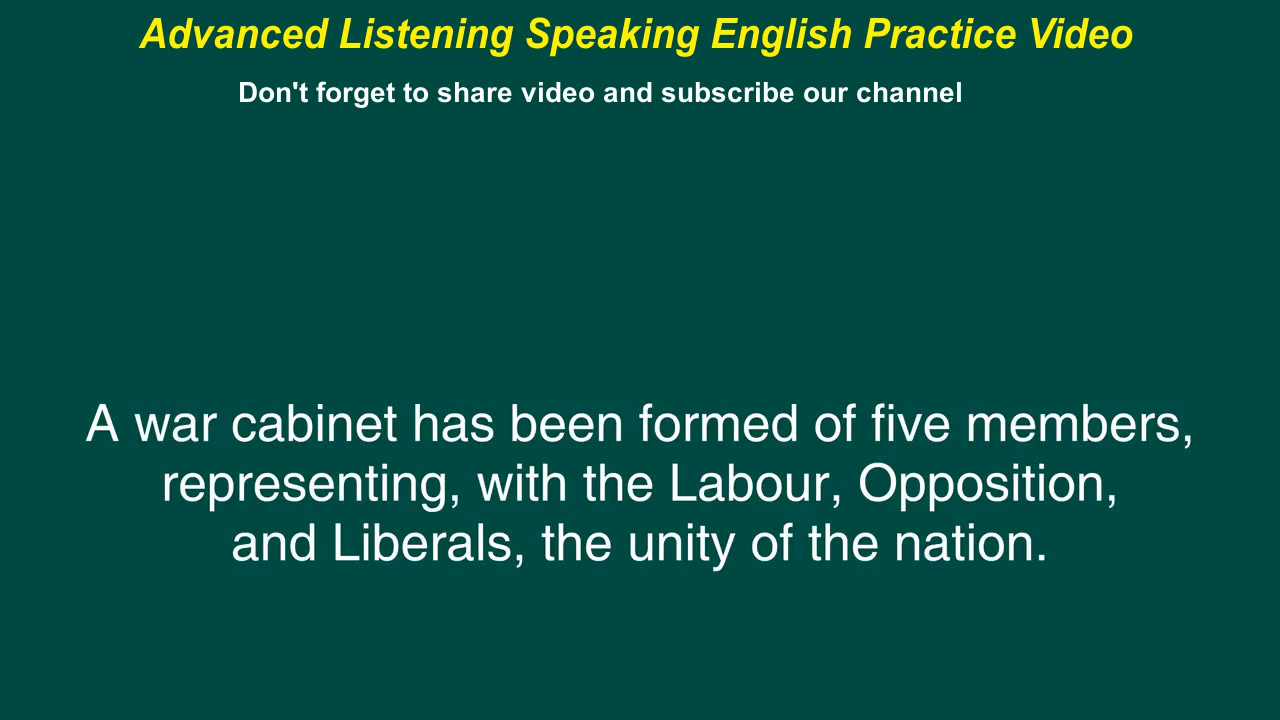 Advanced Listening Speaking English Practice Video
Don't forget to share video and subscribe our channel
A war cabinet has been formed of five members,
representing, with the Labour, Opposition,
and Liberals, the unity of the nation.